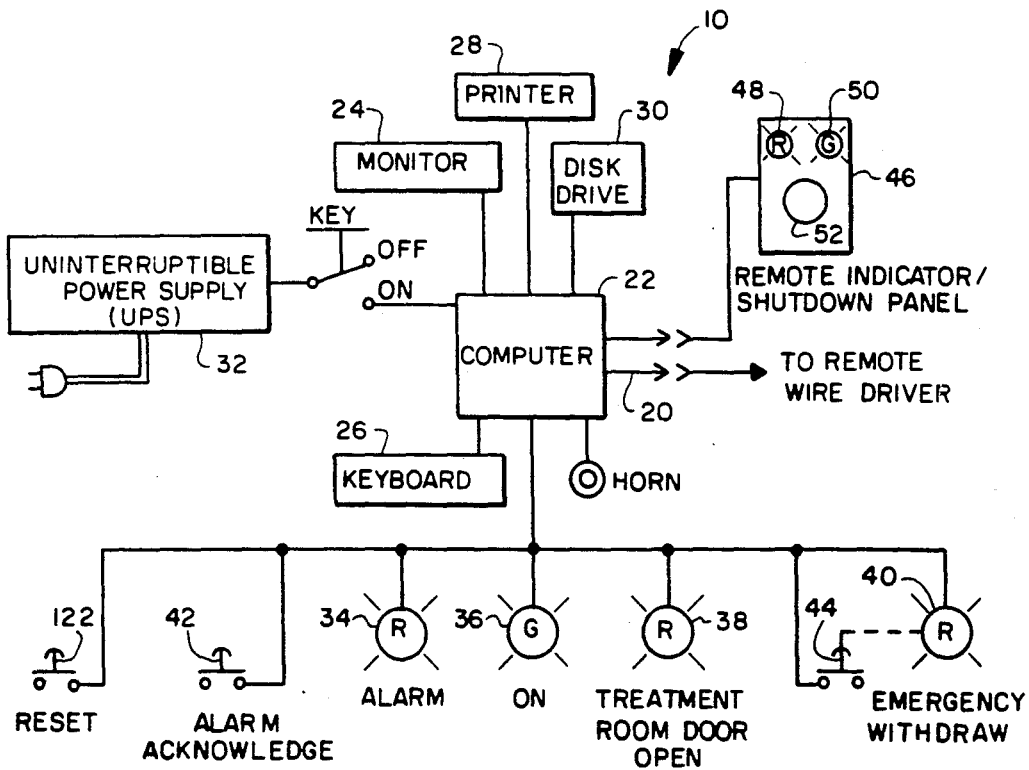 10
28
PRINTER
24
MONITOR
30
DISK
DRIVE
48
50
R
G
46
52
REMOTE INDICATOR/
SHUTDOWN PANEL
KEY
OFF
ON
UNINTERRUPTIBLE
POWER SUPPLY
(UPS)
32
22
COMPUTER
20
TO REMOTE
WIRE DRIVER
26
KEYBOARD
HORN
122
RESET
42
ALARM
ACKNOWLEDGE
34
R
ALARM
36
G
ON
R
38
TREATMENT
ROOM DOOR
OPEN
44
40
R
EMERGENCY
WITHDRAW